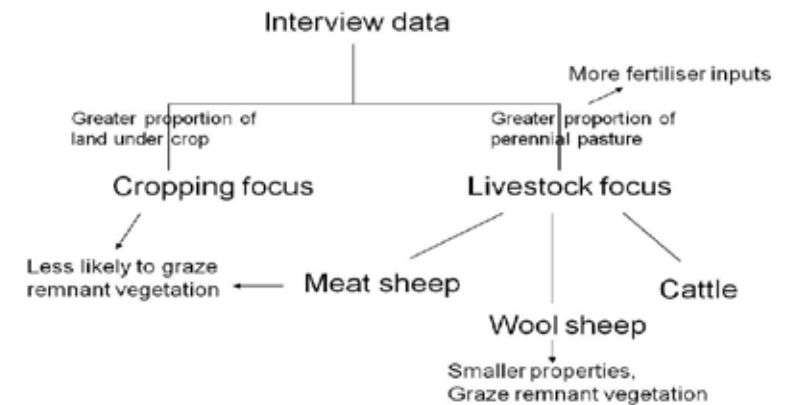 Interview data
More fertiliser inputs
Greater proportion of
land under crop
Greater proportion of
perennial pasture
Cropping focus
Livestock focus
Less likely to graze
remnant vegetation
Meat sheep
Cattle
Wool sheep
Smaller properties,
Graze remnant vegetation